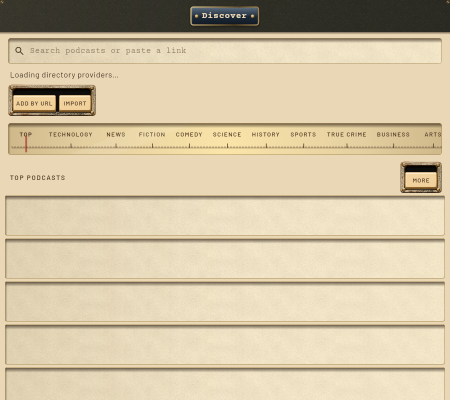 Discover
Search podcasts or paste a link
Loading directory providers...
ADD BY URL IMPORT
TOP TECHNOLOGY NEWS FICTION COMEDY SCIENCE HISTORY SPORTS TRUE CRIME BUSINESS ARTS
TOP PODCASTS
MORE